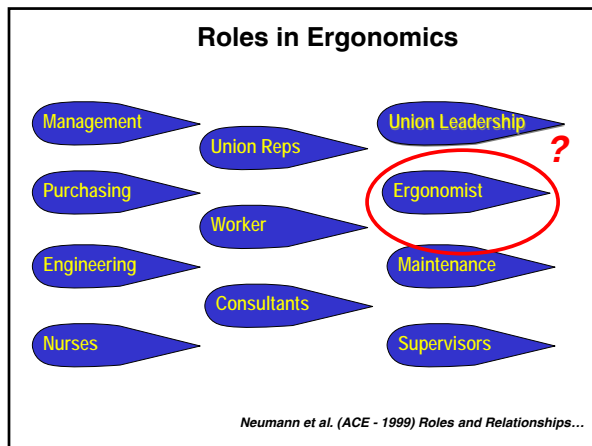 Roles in Ergonomics
Management
Union Reps
Union Leadership
?
Purchasing
Worker
Ergonomist
Engineering
Consultants
Maintenance
Nurses
Supervisors
Neumann et al. (ACE - 1999) Roles and Relationships…